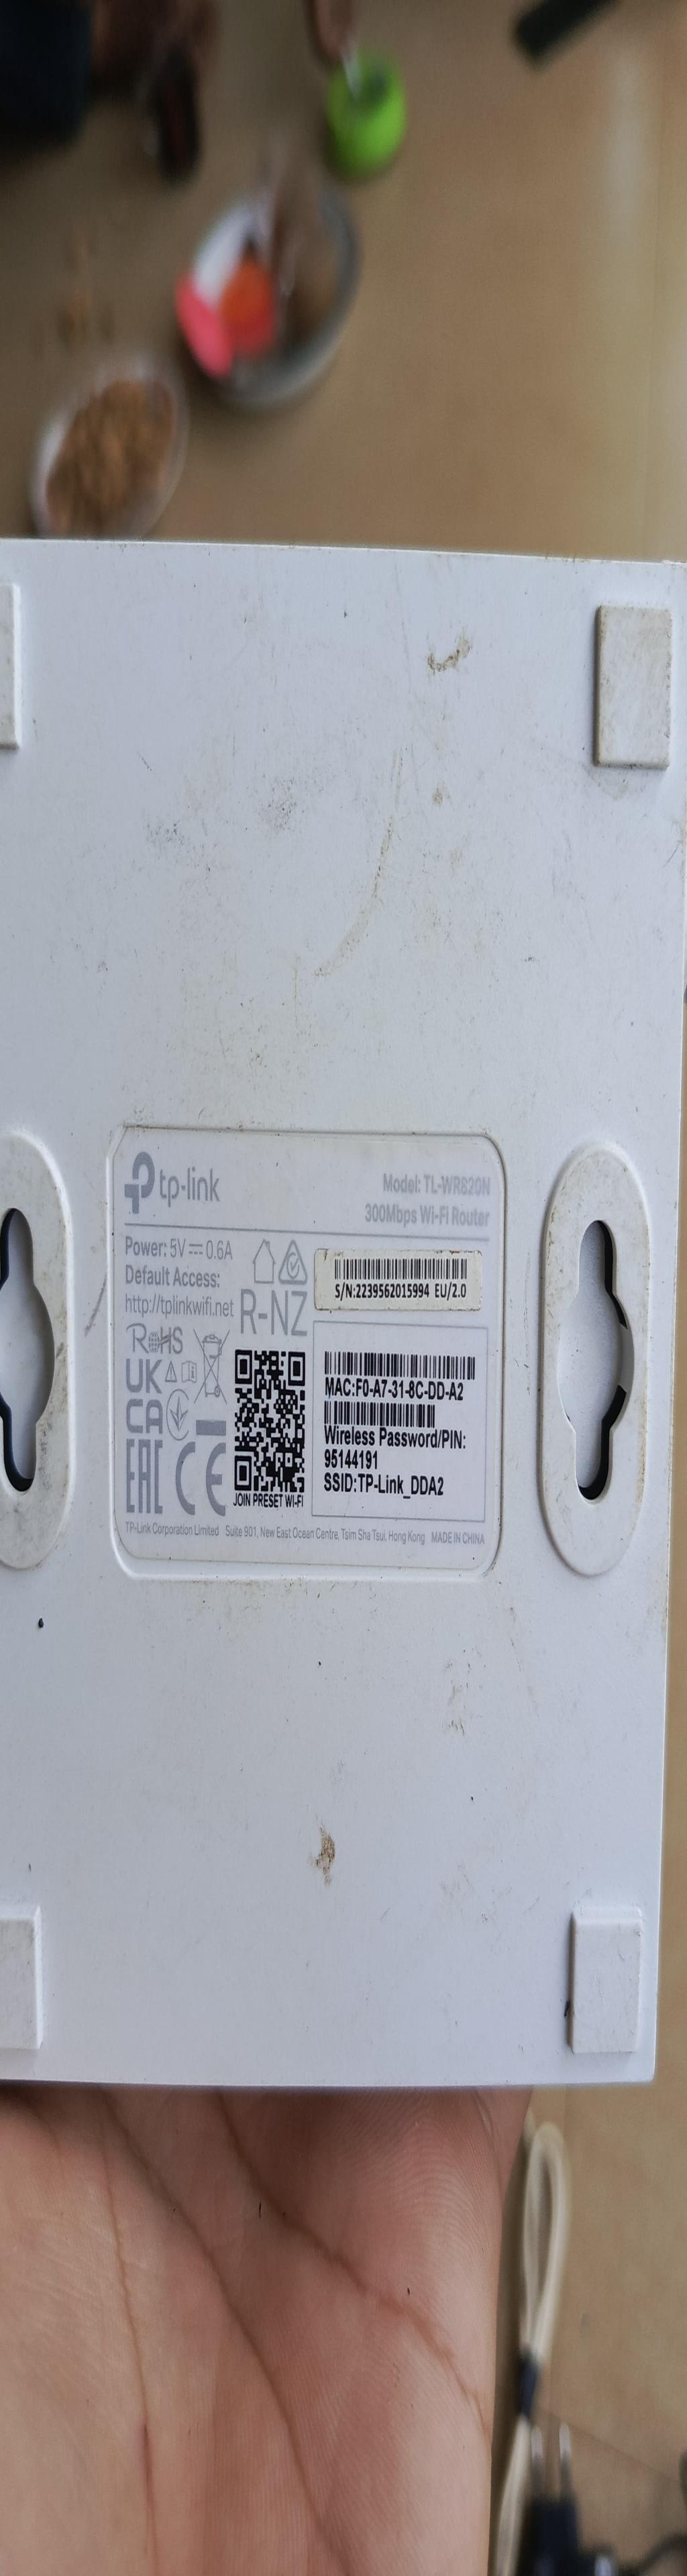 tp-link
Model: TL-WR820N
300Mbps Wi-Fi Router
Power: 5V⎓0.6A
Default Access:
http://tplinkwifi.net
R-NZ
S/N:2239562015994 EU/2.0
RoHS
UK
CA
EAC
CE
JOIN PRESET WI-FI
MAC:F0-A7-31-8C-DD-A2
Wireless Password/PIN:
95144191
SSID:TP-Link_DDA2
TP-Link Corporation Limited Suite 901, New East Ocean Centre, Tsim Sha Tsui, Hong Kong MADE IN CHINA